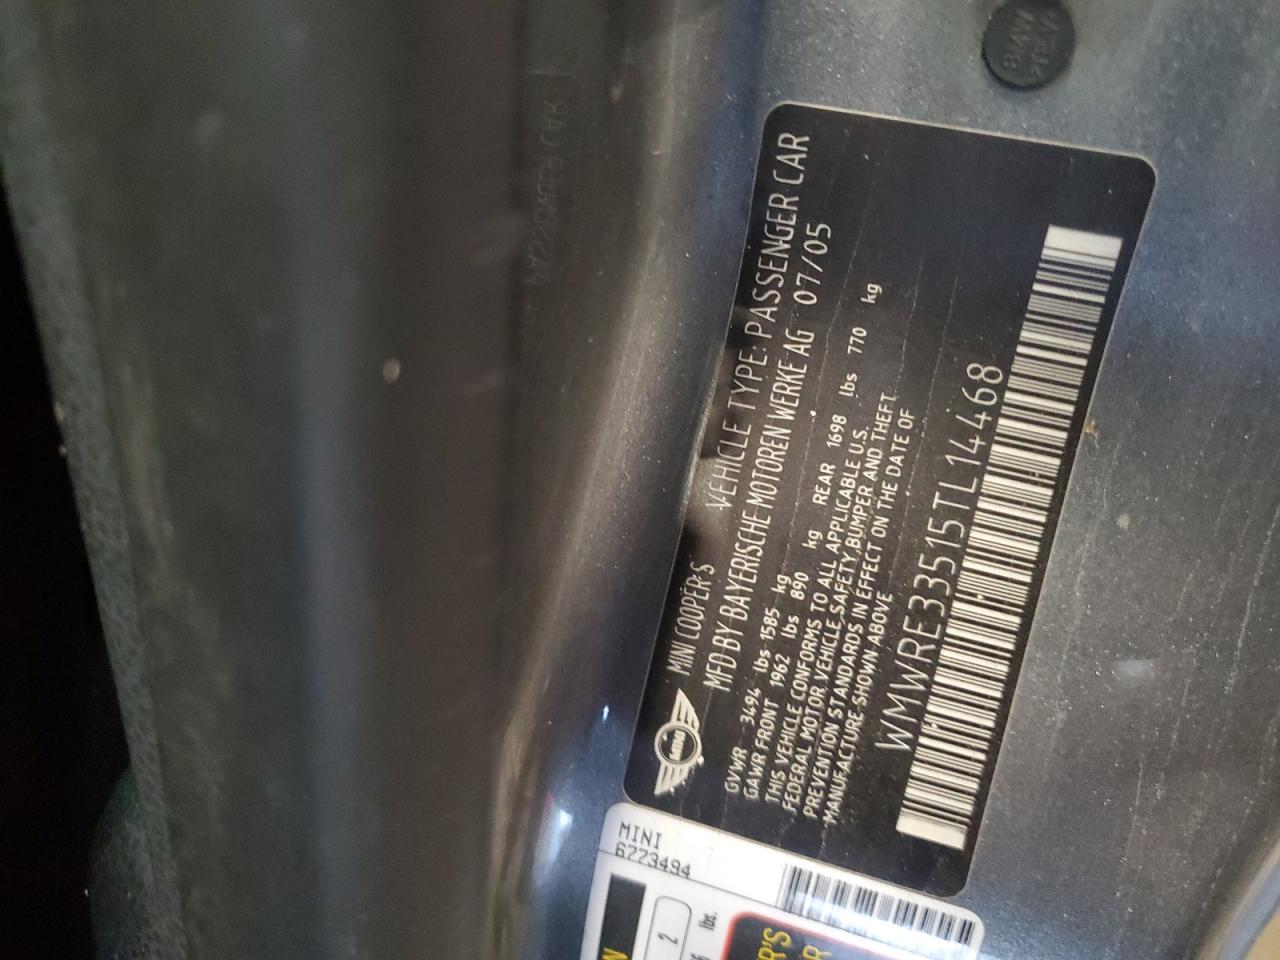 BMW
MINI COOPER S VEHICLE TYPE: PASSENGER CAR
MFD BY BAYERISCHE MOTOREN WERKE AG 07/05
GVWR 3494 lbs 1585 kg
GAWR FRONT 1962 lbs 890 kg REAR 1698 lbs 770 kg
THIS VEHICLE CONFORMS TO ALL APPLICABLE U.S.
FEDERAL MOTOR VEHICLE SAFETY,BUMPER AND THEFT
PREVENTION STANDARDS IN EFFECT ON THE DATE OF
MANUFACTURE SHOWN ABOVE
WMWRE33515TL14468
MINI
6773494
2
lbs.